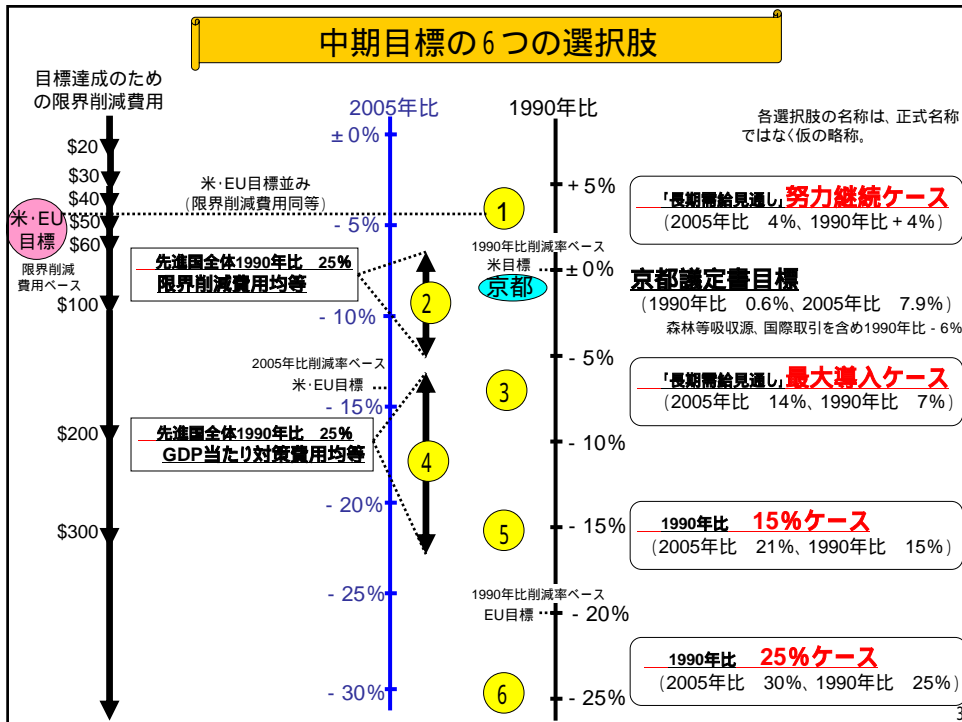 中期目標の6つの選択肢
目標達成のため
の限界削減費用
$20
$30
$40
$50
$60
$100
$200
$300
米・EU
目標
限界削減
費用ベース
2005年比
±0%
- 5%
- 10%
- 15%
- 20%
- 25%
- 30%
1990年比
+ 5%
± 0%
- 5%
- 10%
- 15%
- 20%
- 25%
各選択肢の名称は、正式名称
ではなく仮の略称。
米・EU目標並み
(限界削減費用同等)
1
「長期需給見通し」努力継続ケース
(2005年比 4%、1990年比+4%)
先進国全体1990年比 25%
限界削減費用均等
2
1990年比削減率ベース
米目標
京都
京都議定書目標
(1990年比 0.6%、2005年比 7.9%)
森林等吸収源、国際取引を含め1990年比 - 6%
2005年比削減率ベース
米・EU目標
3
「長期需給見通し」最大導入ケース
(2005年比 14%、1990年比 7%)
先進国全体1990年比 25%
GDP当たり対策費用均等
4
5
1990年比 15%ケース
(2005年比 21%、1990年比 15%)
1990年比削減率ベース
EU目標
6
1990年比 25%ケース
(2005年比 30%、1990年比 25%)
3